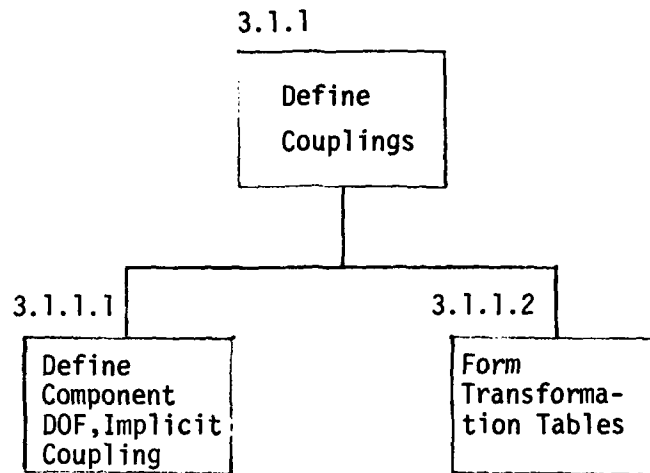 3.1.1
Define
Couplings
3.1.1.1
Define
Component
DOF,Implicit
Coupling
3.1.1.2
Form
Transforma-
tion Tables